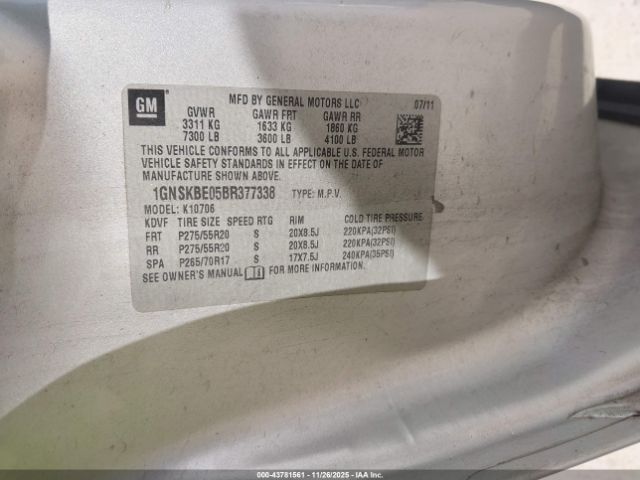 GM
MFD BY GENERAL MOTORS LLC 07/11
GVWR GAWR FRT GAWR RR
3311 KG 1633 KG 1860 KG
7300 LB 3600 LB 4100 LB
THIS VEHICLE CONFORMS TO ALL APPLICABLE U.S. FEDERAL MOTOR
VEHICLE SAFETY STANDARDS IN EFFECT ON THE DATE OF
MANUFACTURE SHOWN ABOVE.
1GNSKBE05BR377338 TYPE: M.P.V.
MODEL: K10706
KDVF TIRE SIZE SPEED RTG RIM COLD TIRE PRESSURE
FRT P275/55R20 S 20X8.5J 220KPA(32PSI)
RR P275/55R20 S 20X8.5J 220KPA(32PSI)
SPA P265/70R17 S 17X7.5J 240KPA(35PSI)
SEE OWNER'S MANUAL FOR MORE INFORMATION.
000-43781561 - 11/26/2025 - IAAI.com